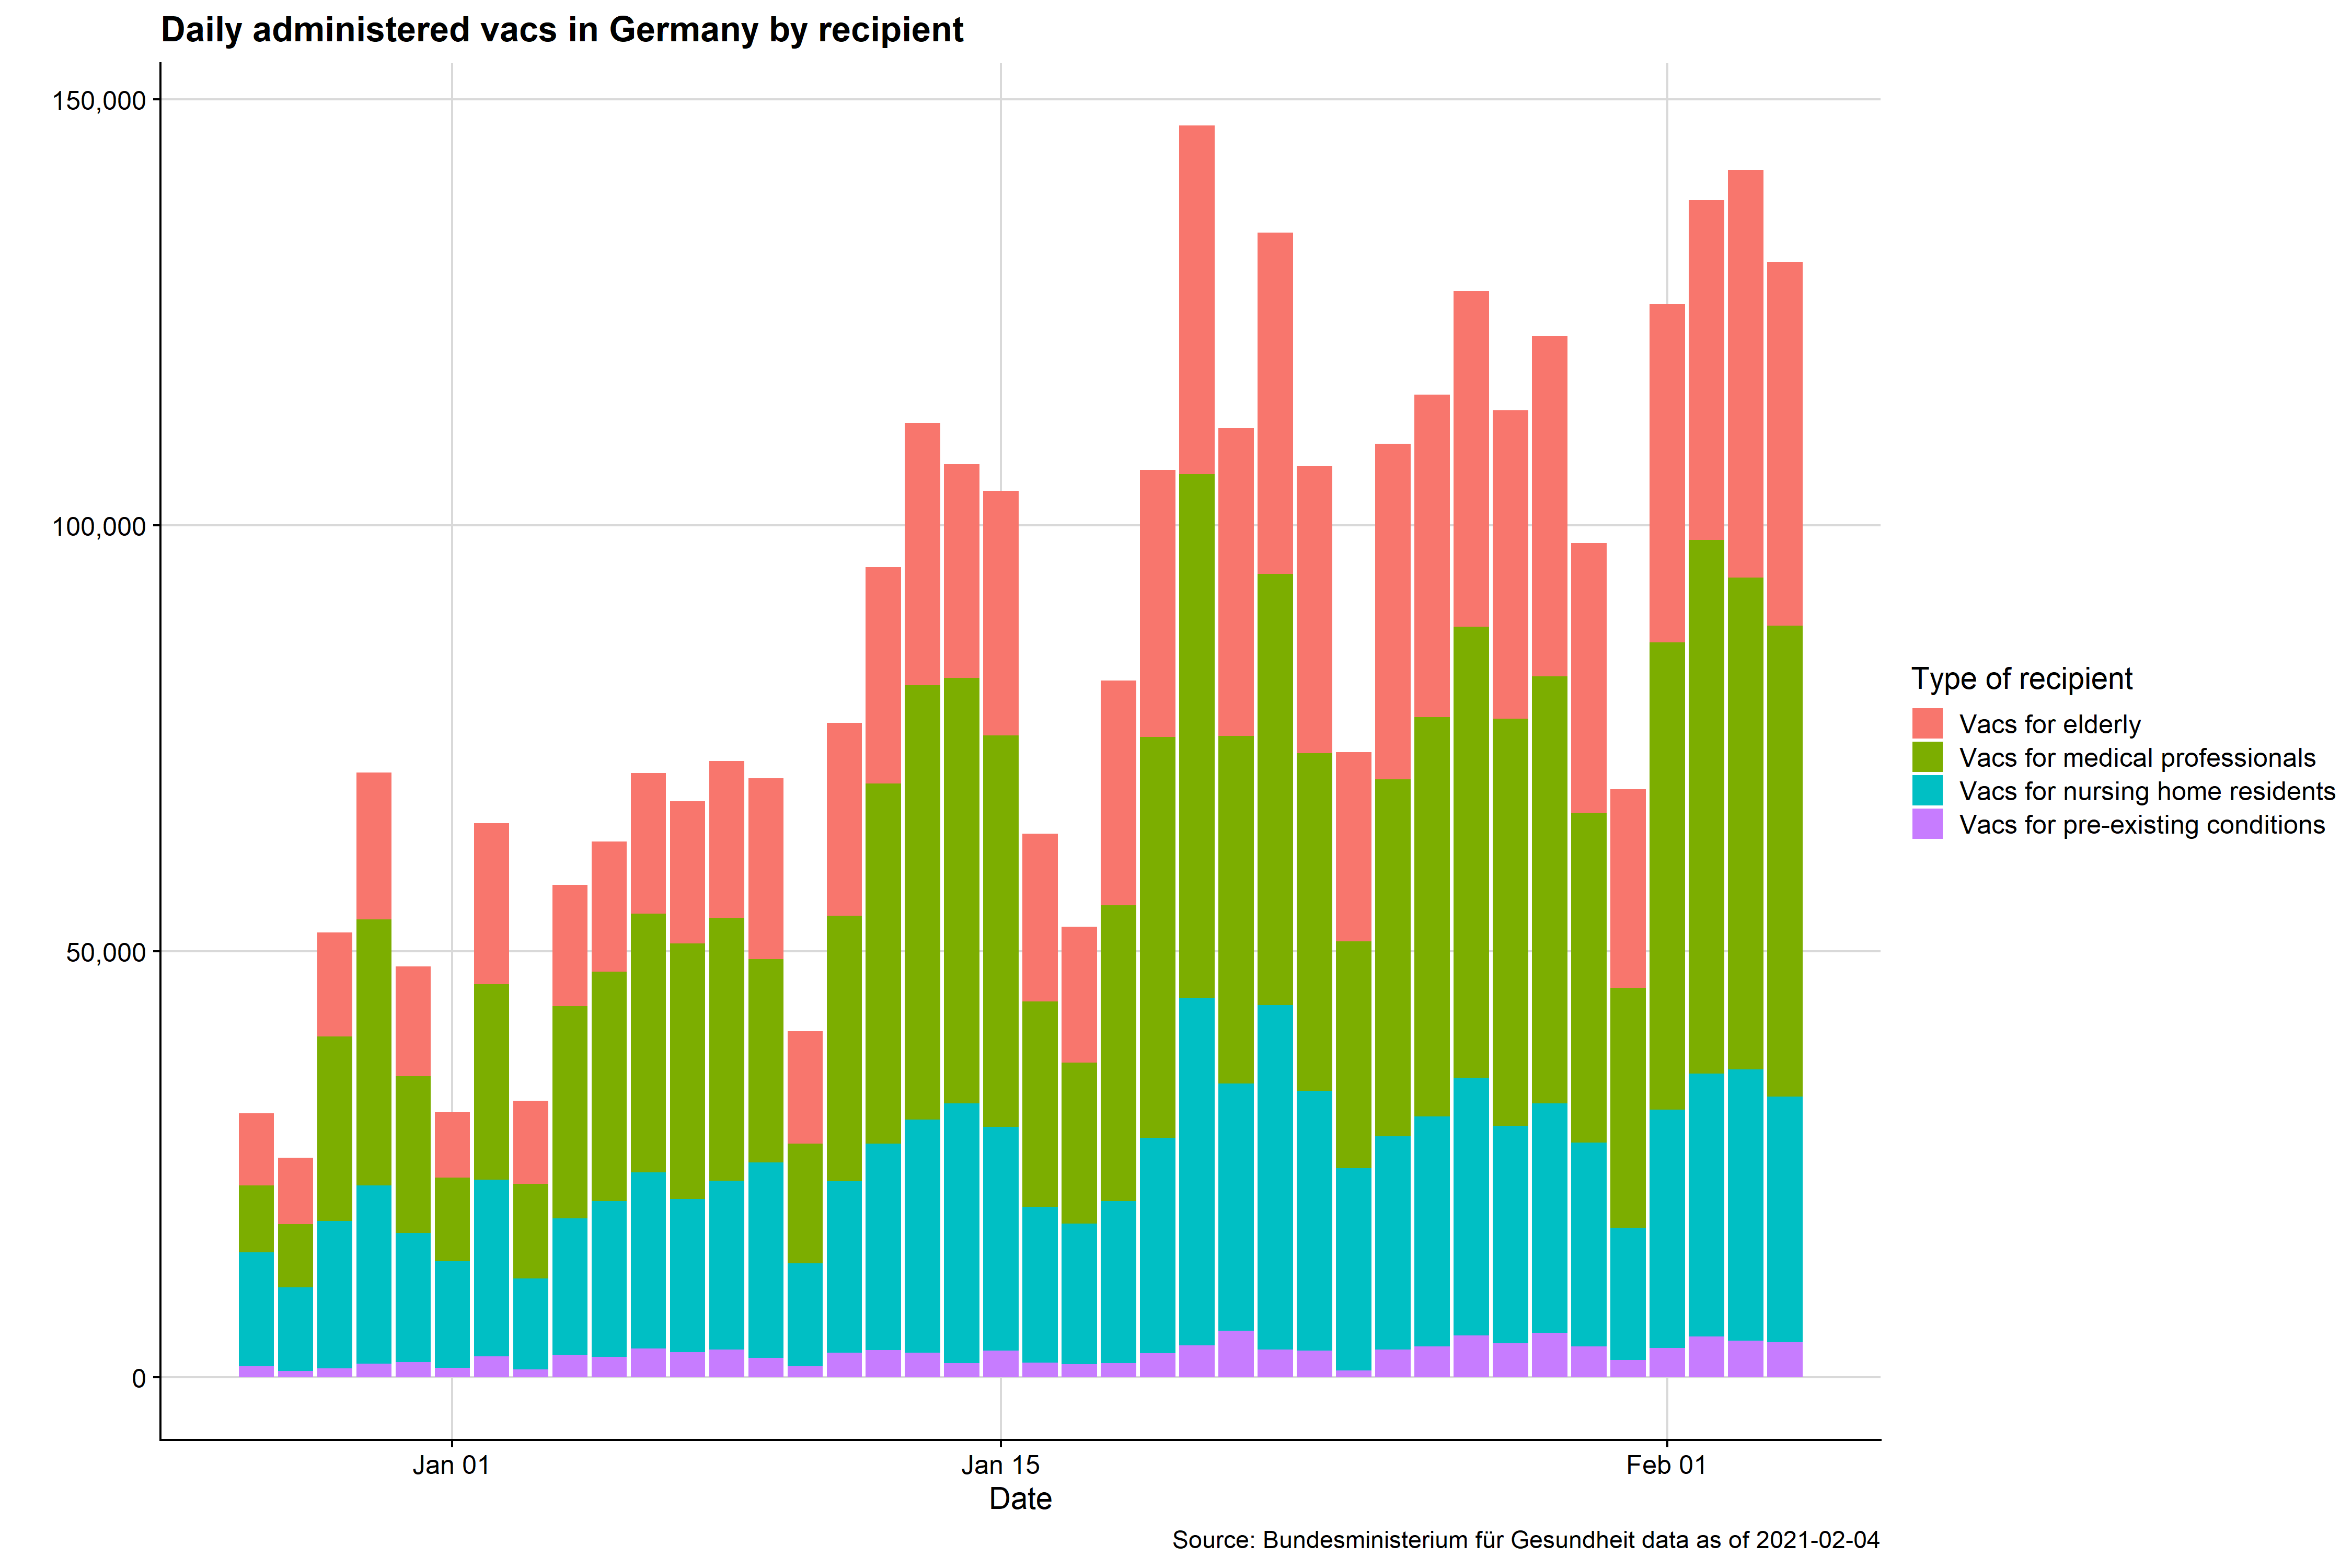 Daily administered vacs in Germany by recipient
150,000
100,000
50,000
0
Jan 01
Jan 15
Feb 01
Date
Type of recipient
Vacs for elderly
Vacs for medical professionals
Vacs for nursing home residents
Vacs for pre-existing conditions
Source: Bundesministerium für Gesundheit data as of 2021-02-04